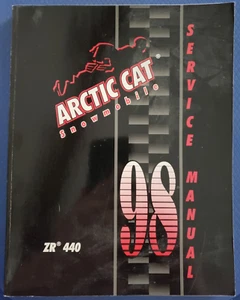 ARCTIC CAT®
Snowmobile
SERVICE MANUAL
98
ZR® 440